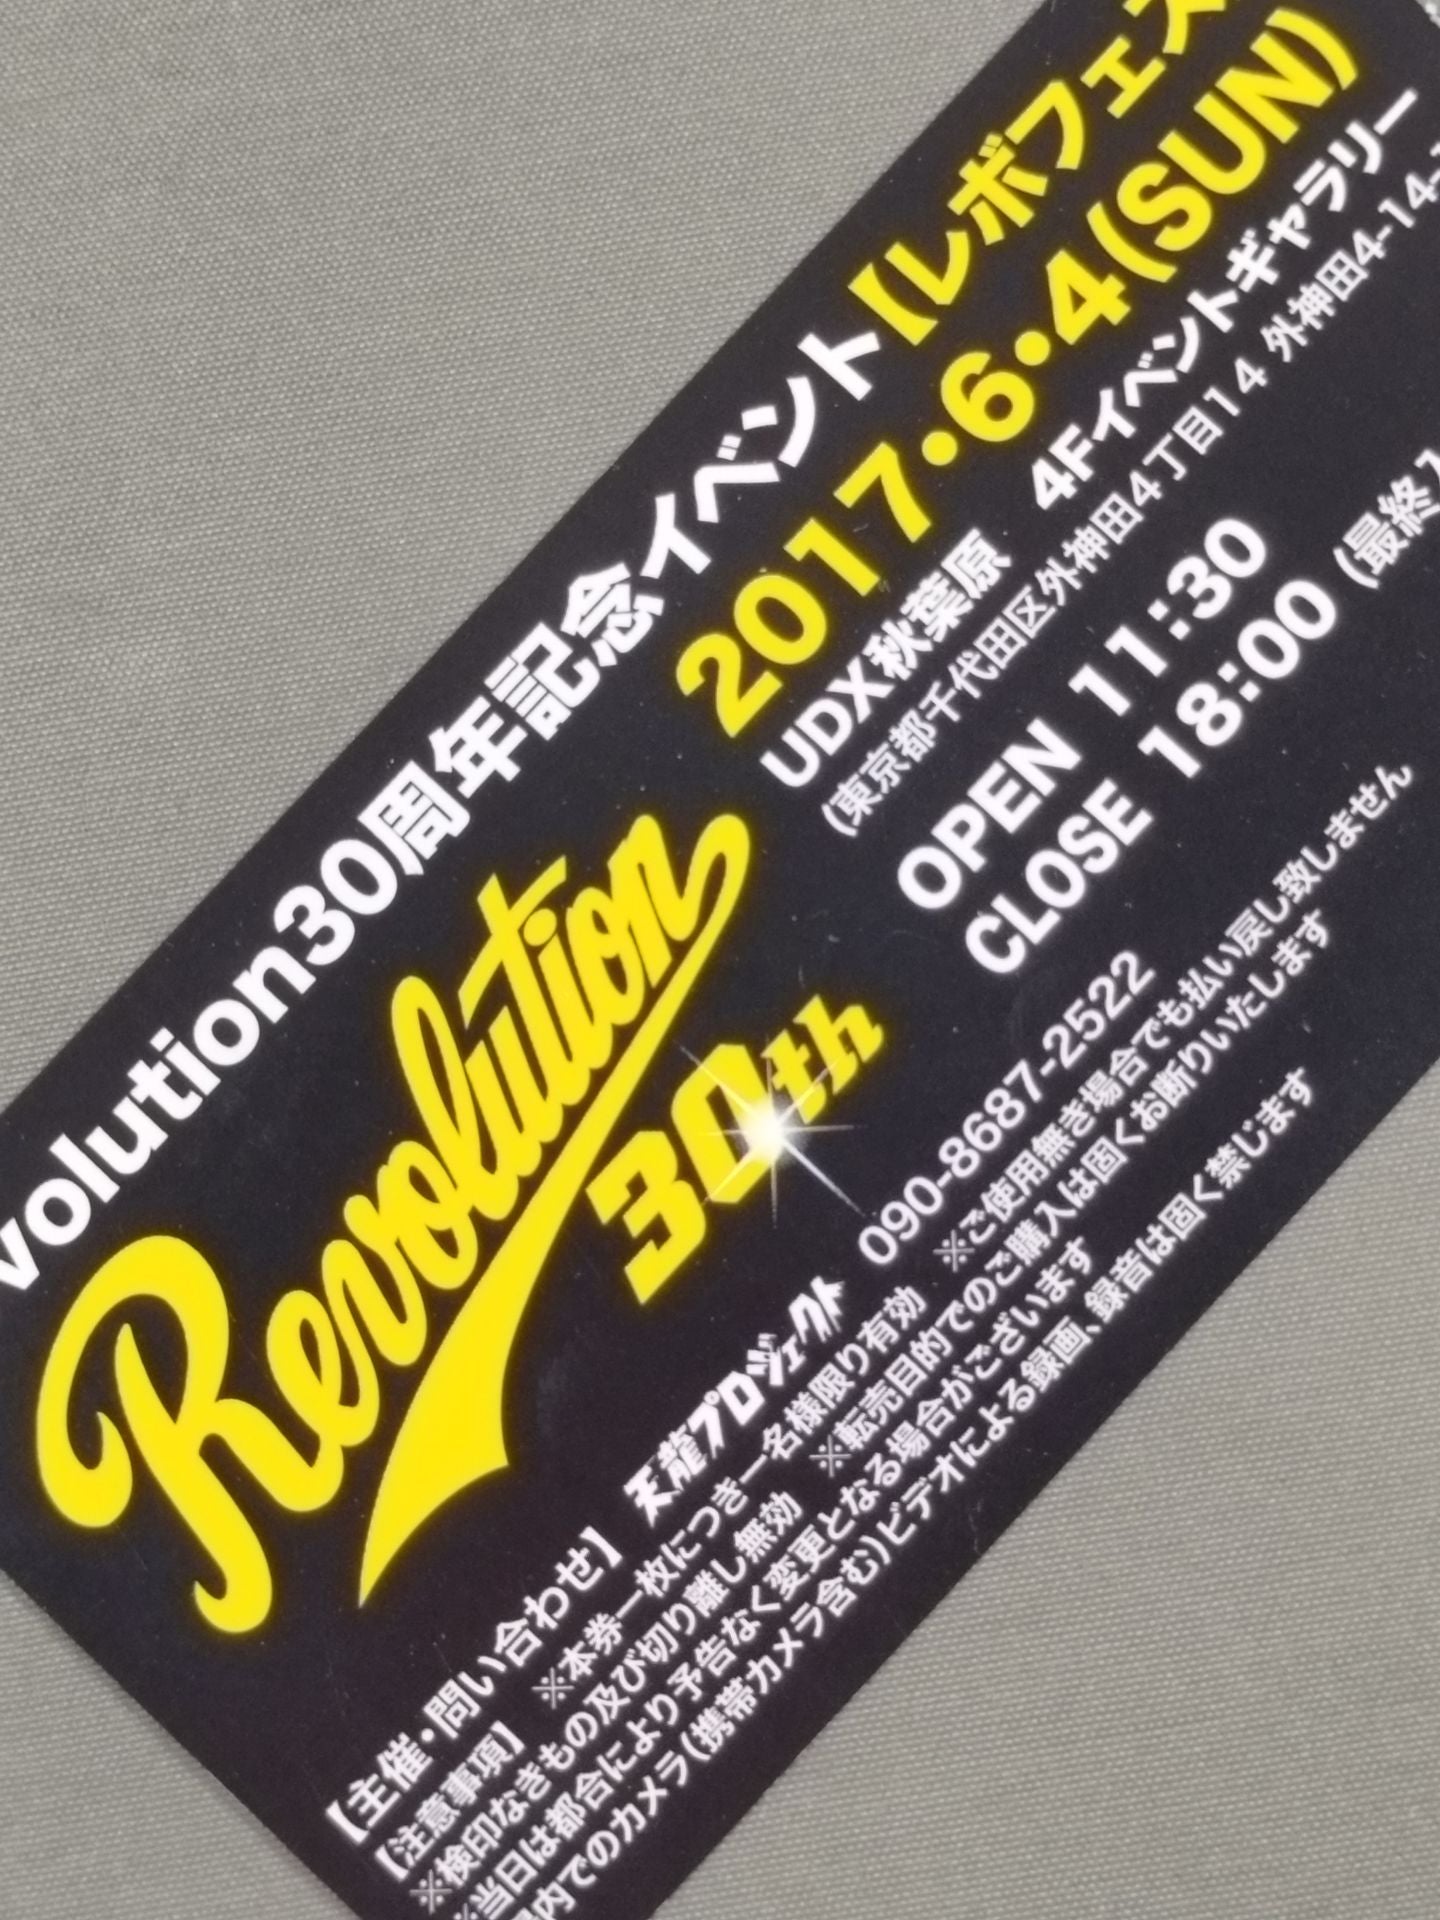 volution30周年記念イベント【レボフェス
2017・6・4(SUN)
UDX秋葉原 4Fイベントギャラリー
(東京都千代田区外神田4丁目14 外神田4-14-
OPEN 11:30
CLOSE 18:00 (最終入
Revolution
30th
【主催・問い合わせ】 天龍プロジェクト 090-8687-2522
【注意事項】 ※本券一枚につき一名様限り有効 ※ご使用無き場合でも払い戻し致しません
※検印なきもの及び切り離し無効 ※転売目的でのご購入は固くお断りいたします
※当日は都合により予告なく変更となる場合がございます
場内でのカメラ(携帯カメラ含む)ビデオによる録画、録音は固く禁じます